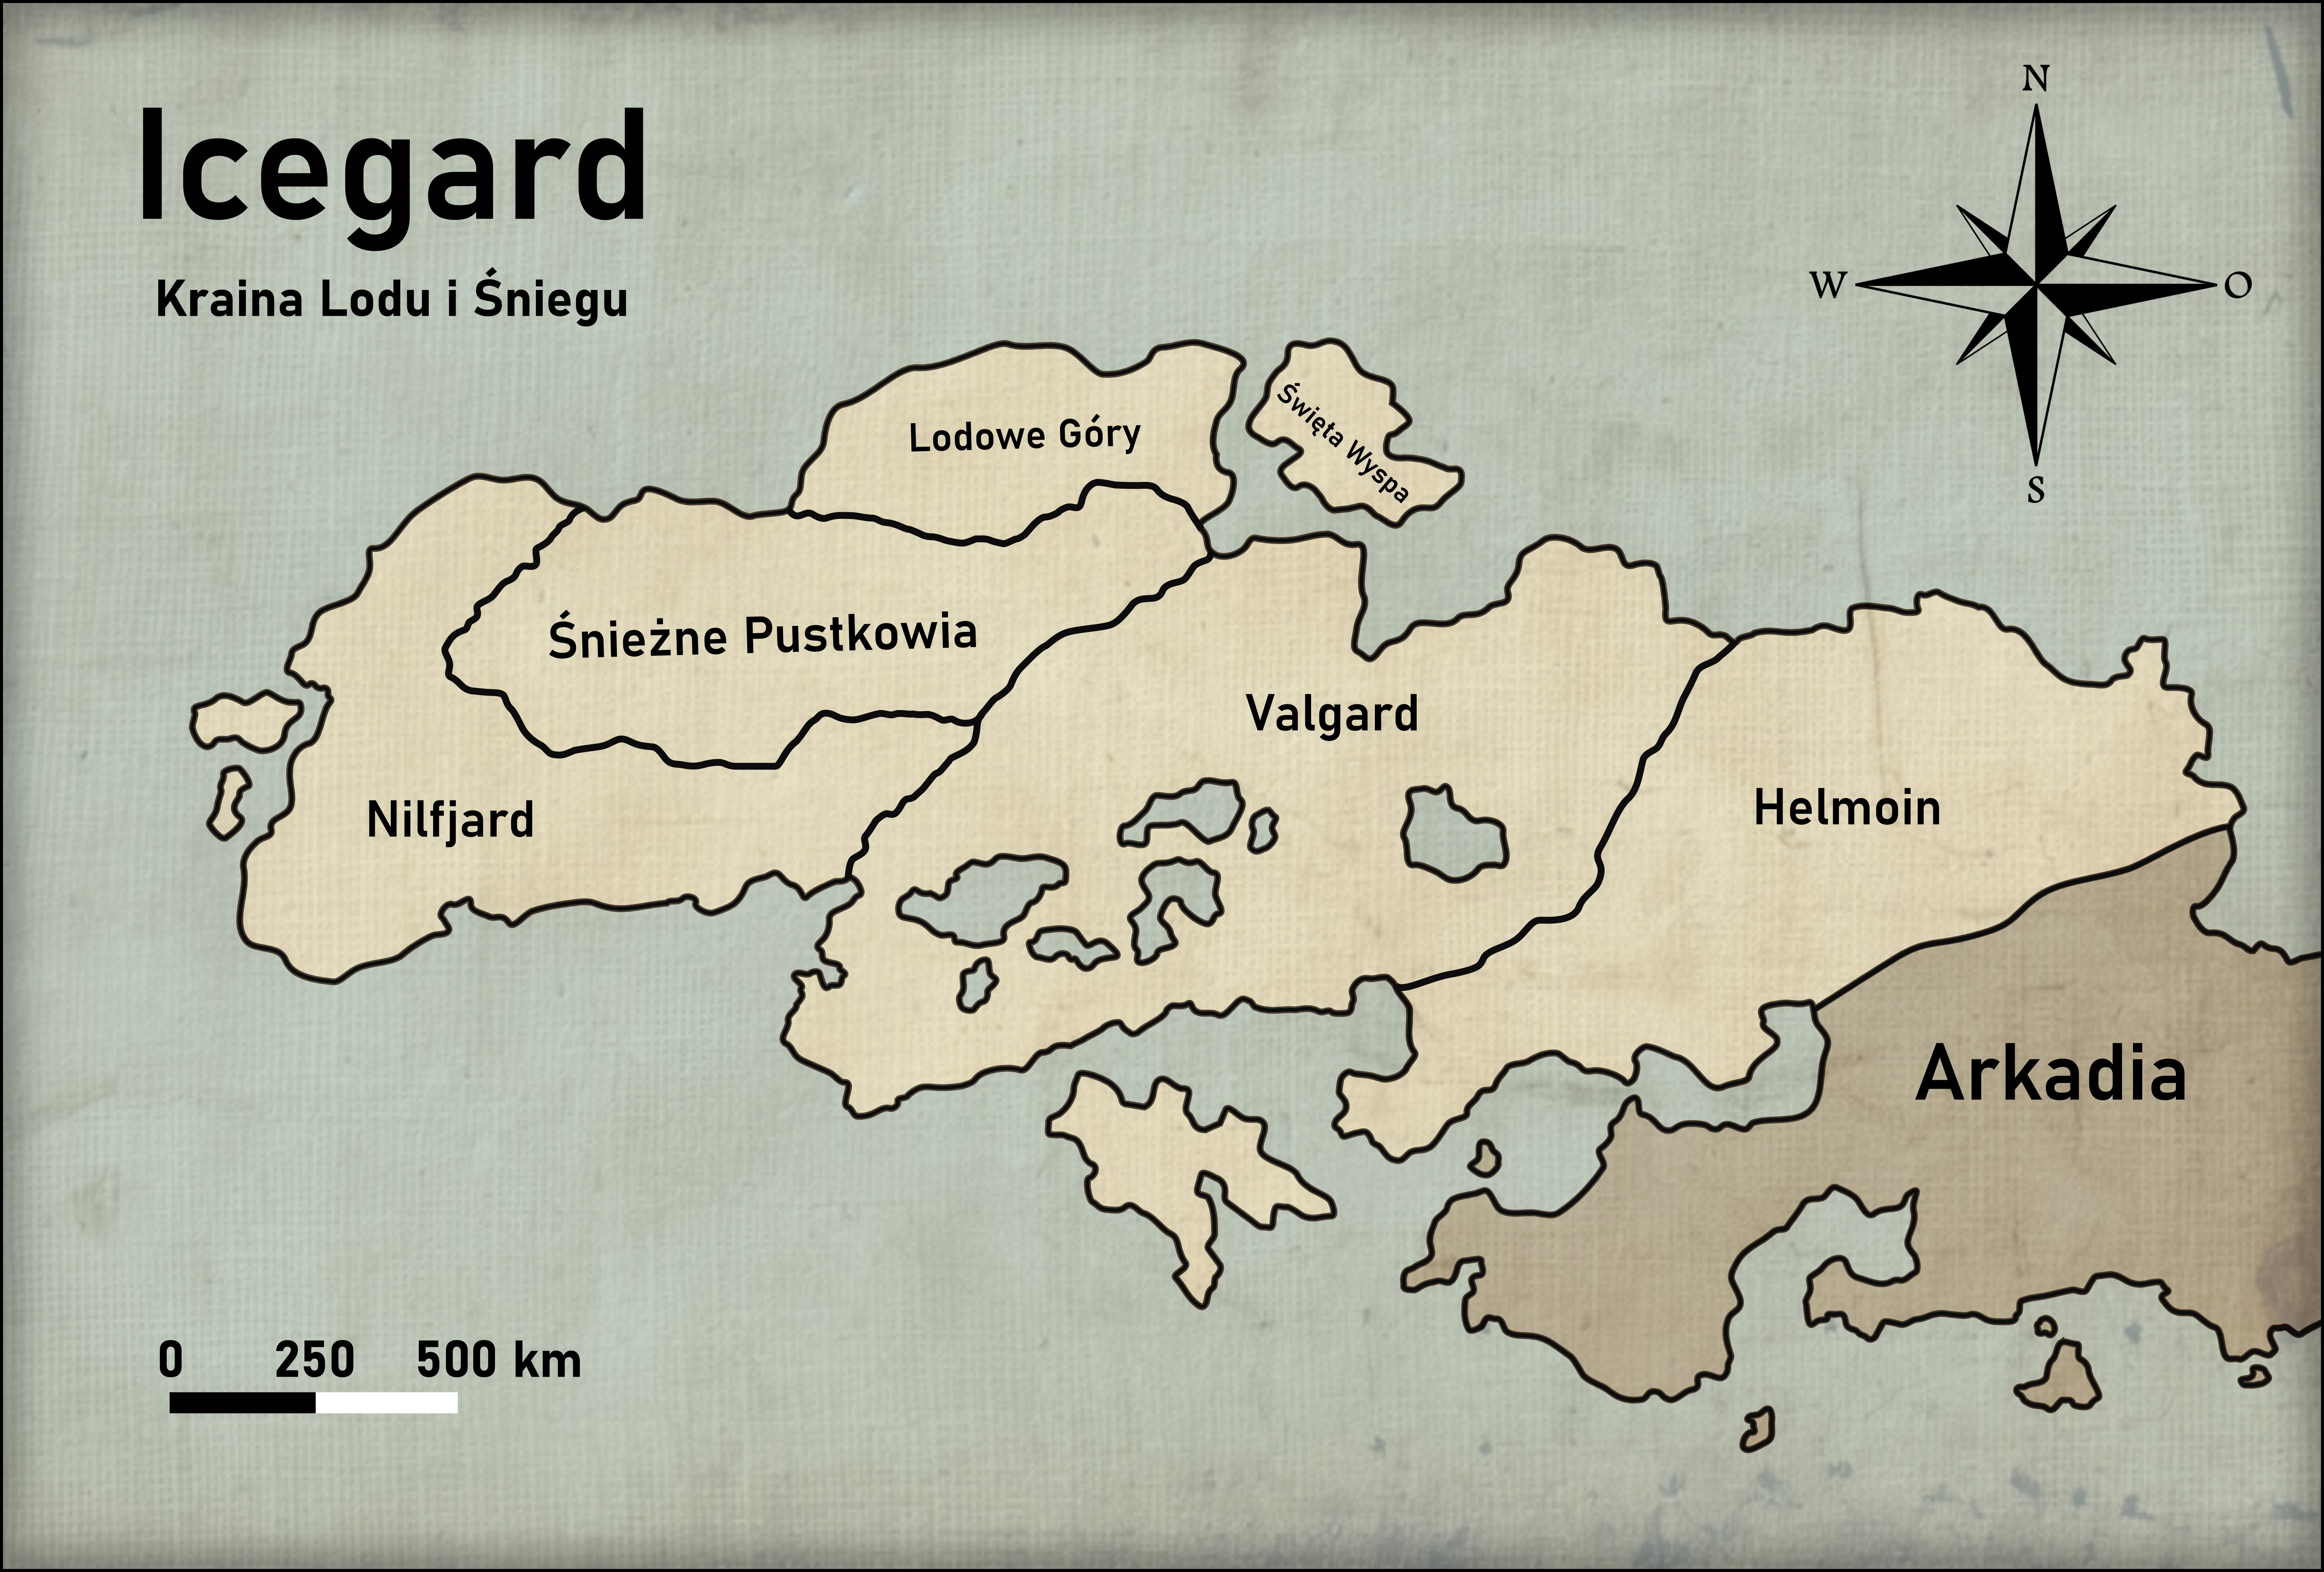 Icegard
Kraina Lodu i Śniegu
N
W
O
S
Lodowe Góry
Święta Wyspa
Śnieżne Pustkowia
Valgard
Nilfjard
Helmoin
Arkadia
0 250 500 km